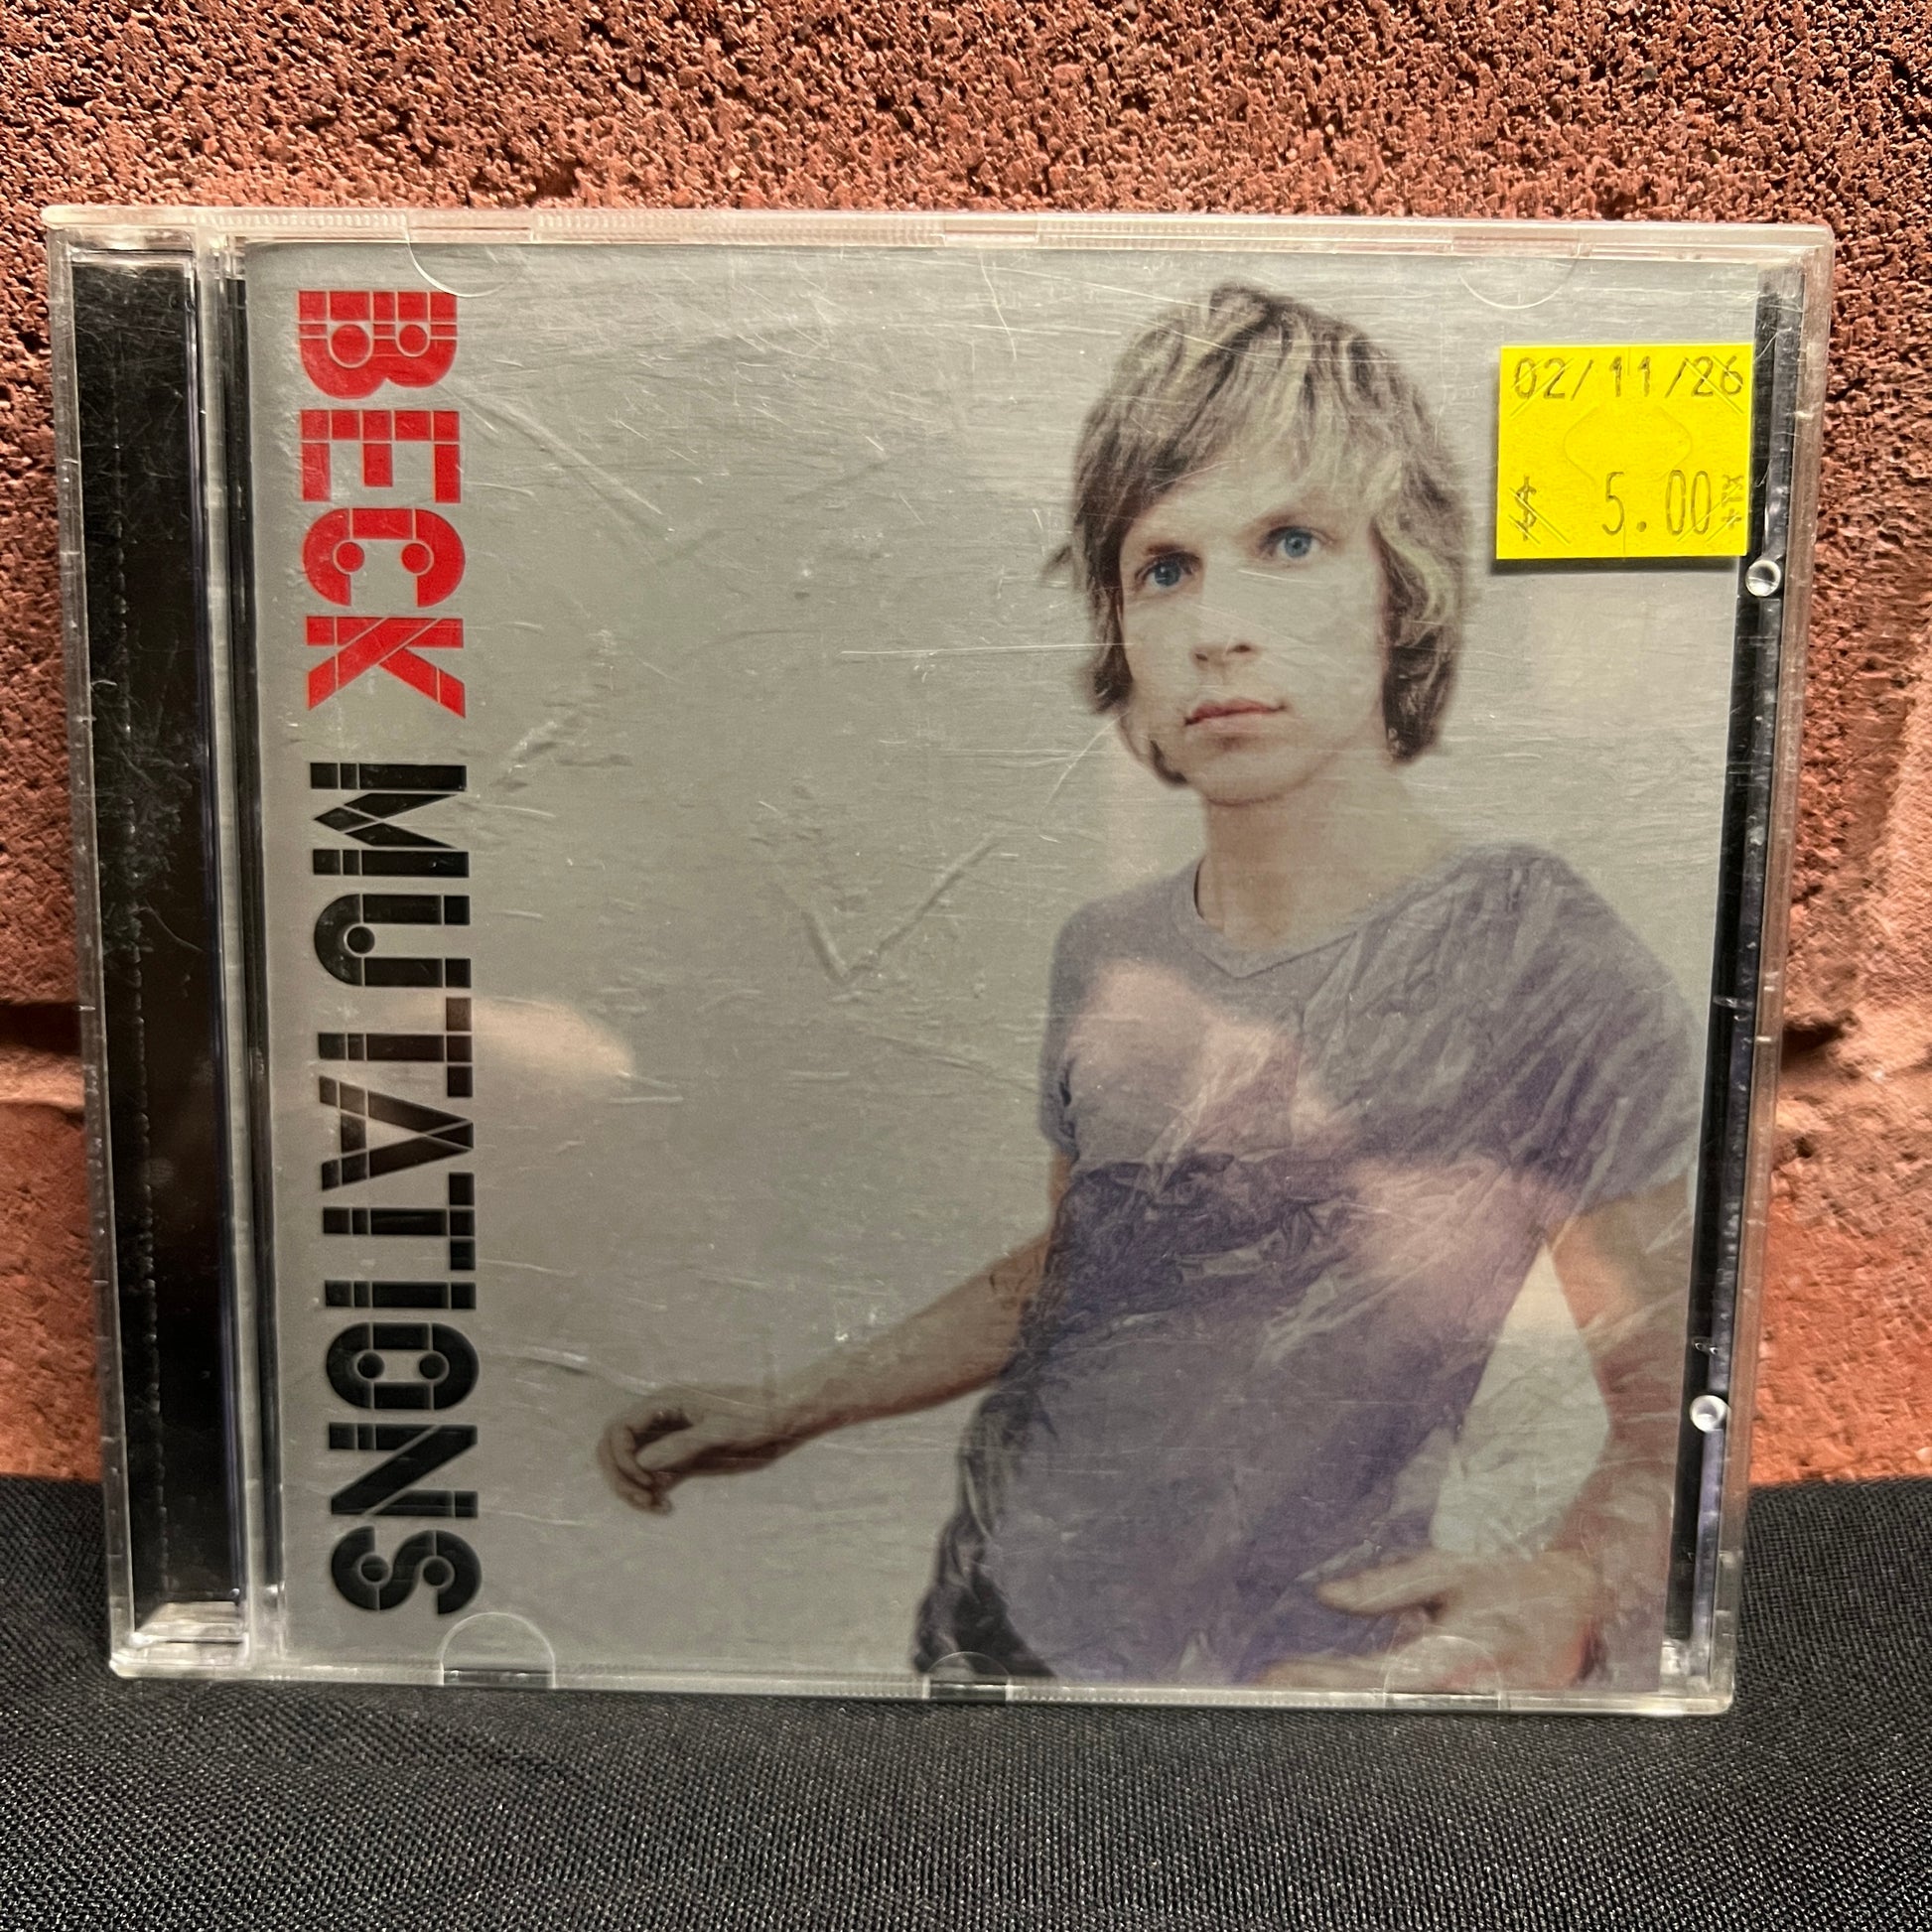 BECK MUTATIONS
02/11/26
$ 5.00